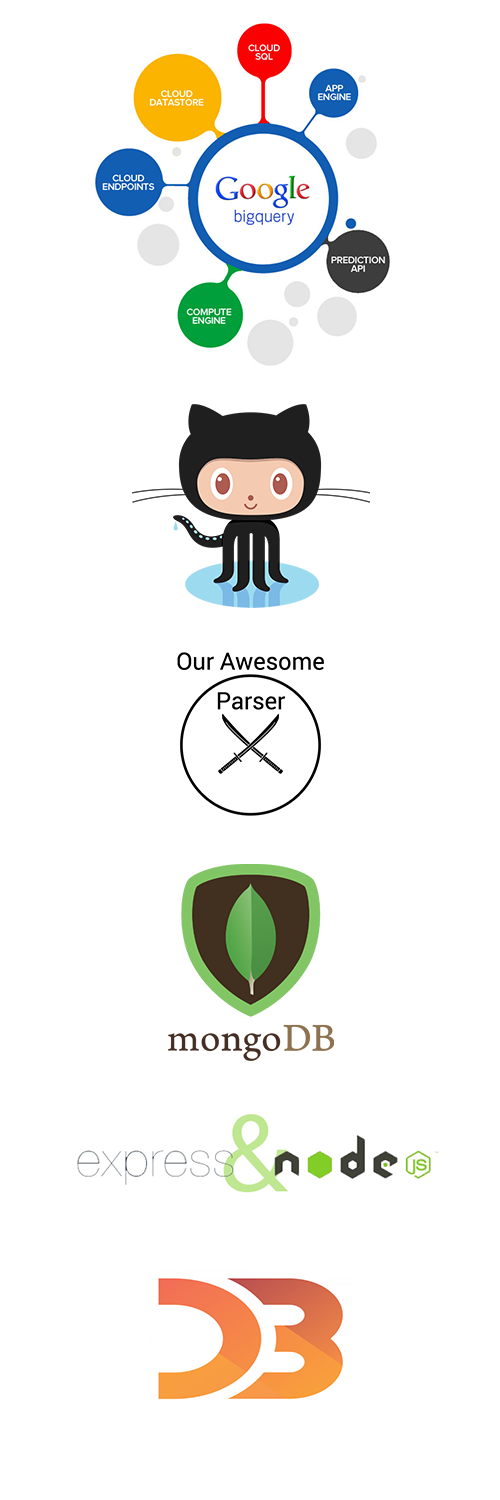 CLOUD
SQL
CLOUD
DATASTORE
APP
ENGINE
CLOUD
ENDPOINTS
Google
bigquery
PREDICTION
API
COMPUTE
ENGINE
Our Awesome
Parser
mongoDB
express & node JS
D3